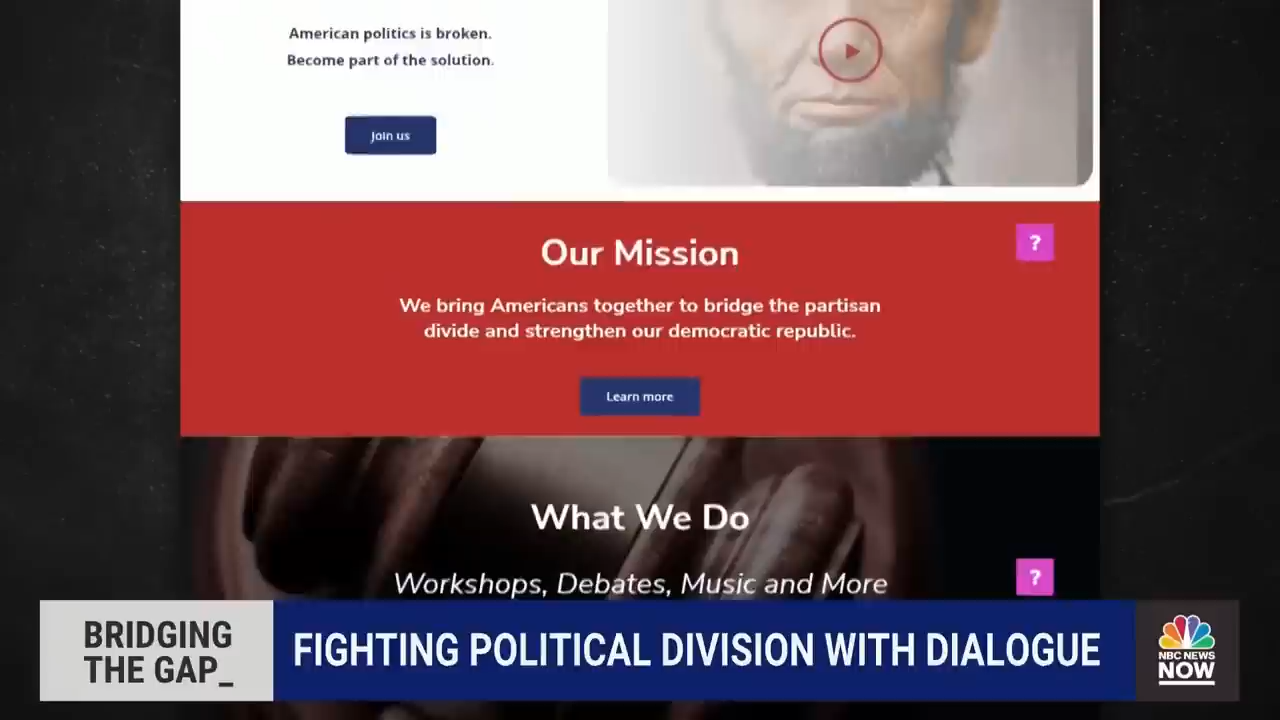 American politics is broken.
Become part of the solution.
Join us
Our Mission
?
We bring Americans together to bridge the partisan
divide and strengthen our democratic republic.
Learn more
What We Do
Workshops, Debates, Music and More
?
BRIDGING
THE GAP_
FIGHTING POLITICAL DIVISION WITH DIALOGUE
NBC NEWS
NOW